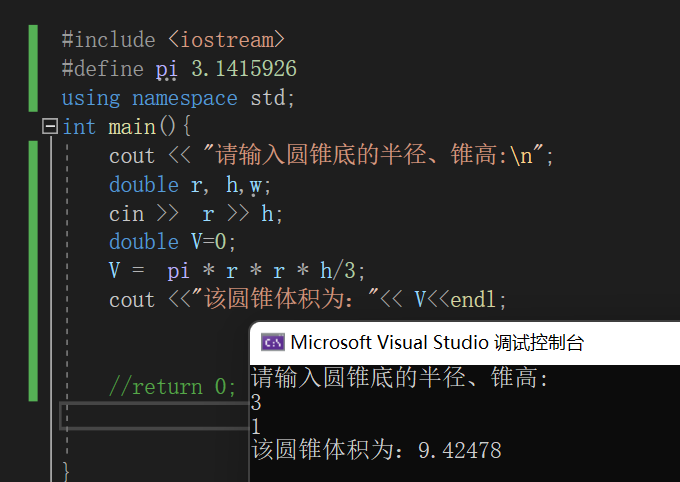 #include <iostream>
#define pi 3.1415926
using namespace std;
int main(){
cout << "请输入圆锥底的半径、锥高:\n";
double r, h,w;
cin >>  r >> h;
double V=0;
V =  pi * r * r * h/3;
cout <<"该圆锥体积为："<< V<<endl;
//return 0;
}
Microsoft Visual Studio 调试控制台
请输入圆锥底的半径、锥高:
3
1
该圆锥体积为：9.42478